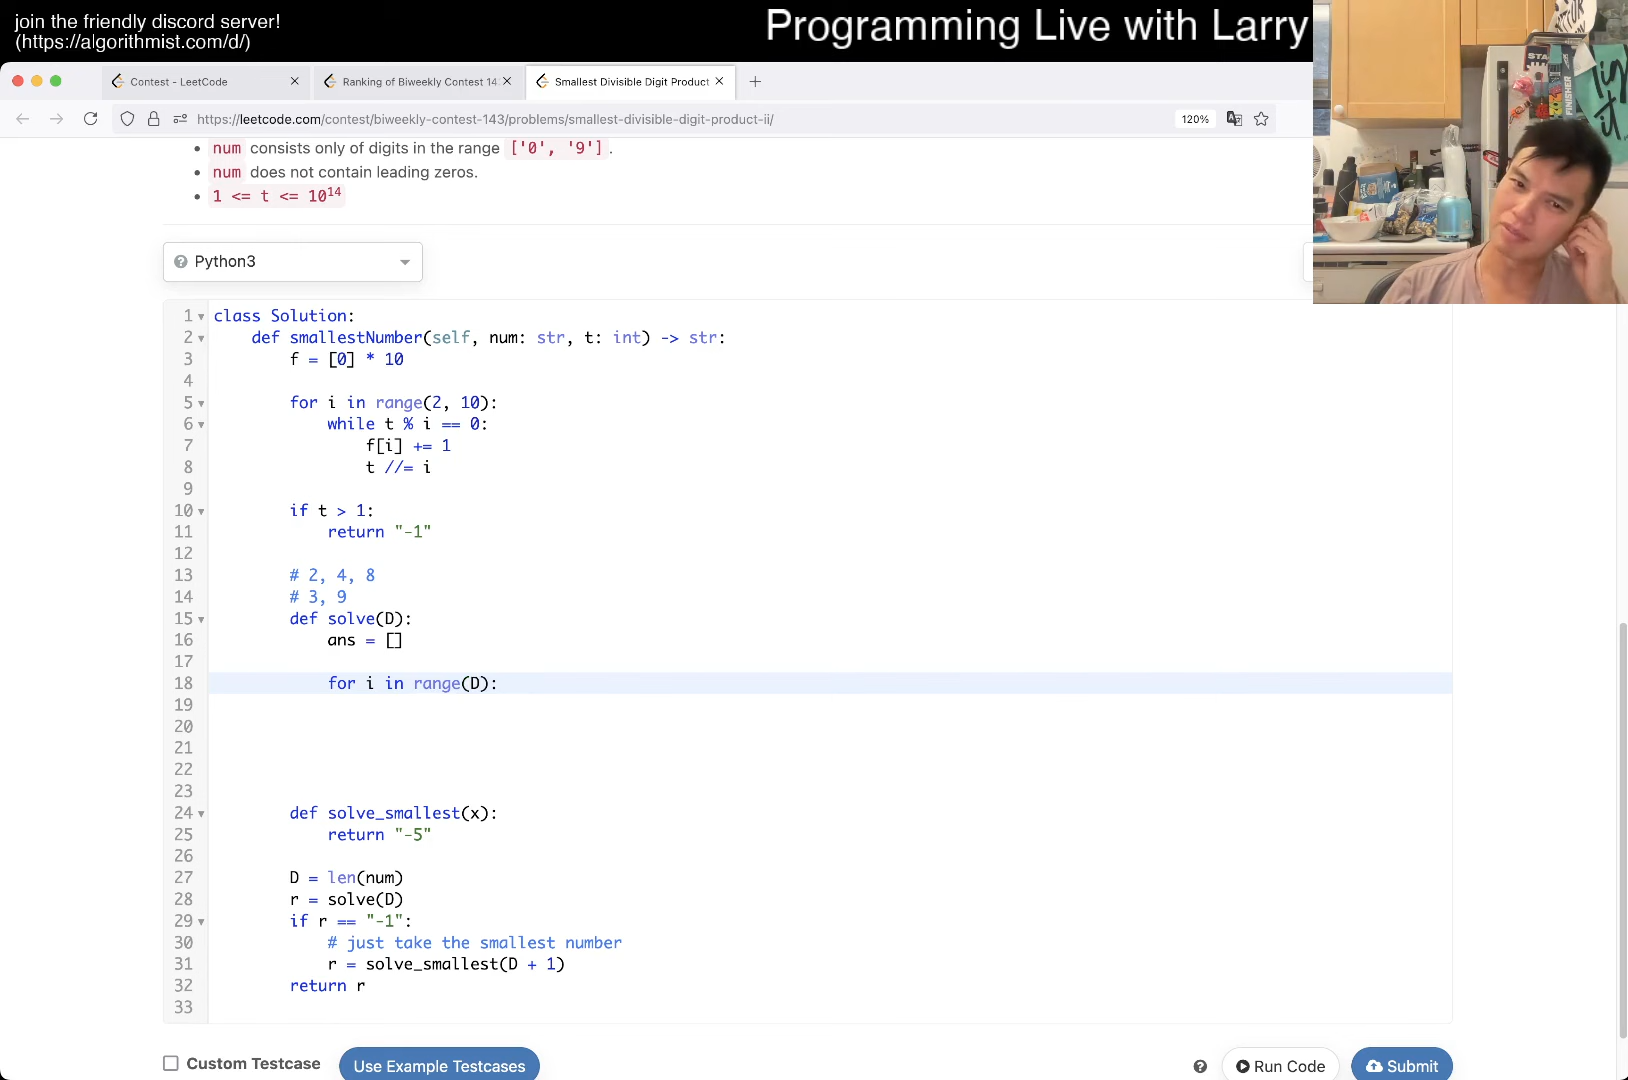 join the friendly discord server!
(https://algorithmist.com/d/)
Programming Live with Larry
Contest - LeetCode
Ranking of Biweekly Contest 14
Smallest Divisible Digit Product
https://leetcode.com/contest/biweekly-contest-143/problems/smallest-divisible-digit-product-ii/
120%
num consists only of digits in the range ['0', '9'].
num does not contain leading zeros.
1 <= t <= 10^14
Python3
1 class Solution:
2 def smallestNumber(self, num: str, t: int) -> str:
3 f = [0] * 10
4
5 for i in range(2, 10):
6 while t % i == 0:
7 f[i] += 1
8 t //= i
9
10 if t > 1:
11 return "-1"
12
13 # 2, 4, 8
14 # 3, 9
15 def solve(D):
16 ans = []
17
18 for i in range(D):
19
20
21
22
23
24 def solve_smallest(x):
25 return "-5"
26
27 D = len(num)
28 r = solve(D)
29 if r == "-1":
30 # just take the smallest number
31 r = solve_smallest(D + 1)
32 return r
33
Custom Testcase
Use Example Testcases
Run Code
Submit